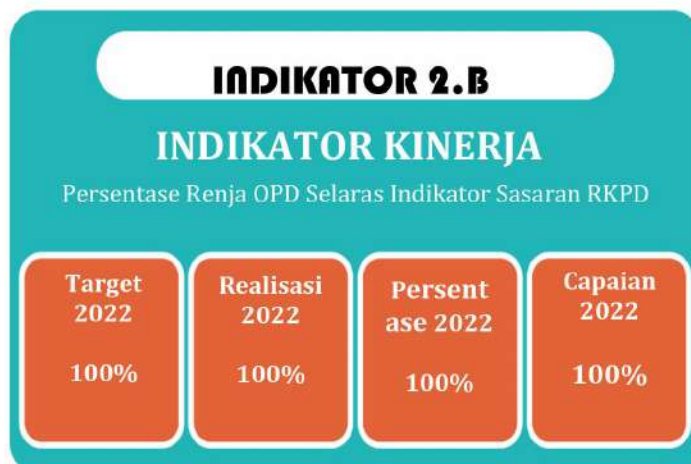 INDIKATOR 2.B
INDIKATOR KINERJA
Persentase Renja OPD Selaras Indikator Sasaran RKPD
Target
2022
100%
Realisasi
2022
100%
Persent
ase 2022
100%
Capaian
2022
100%